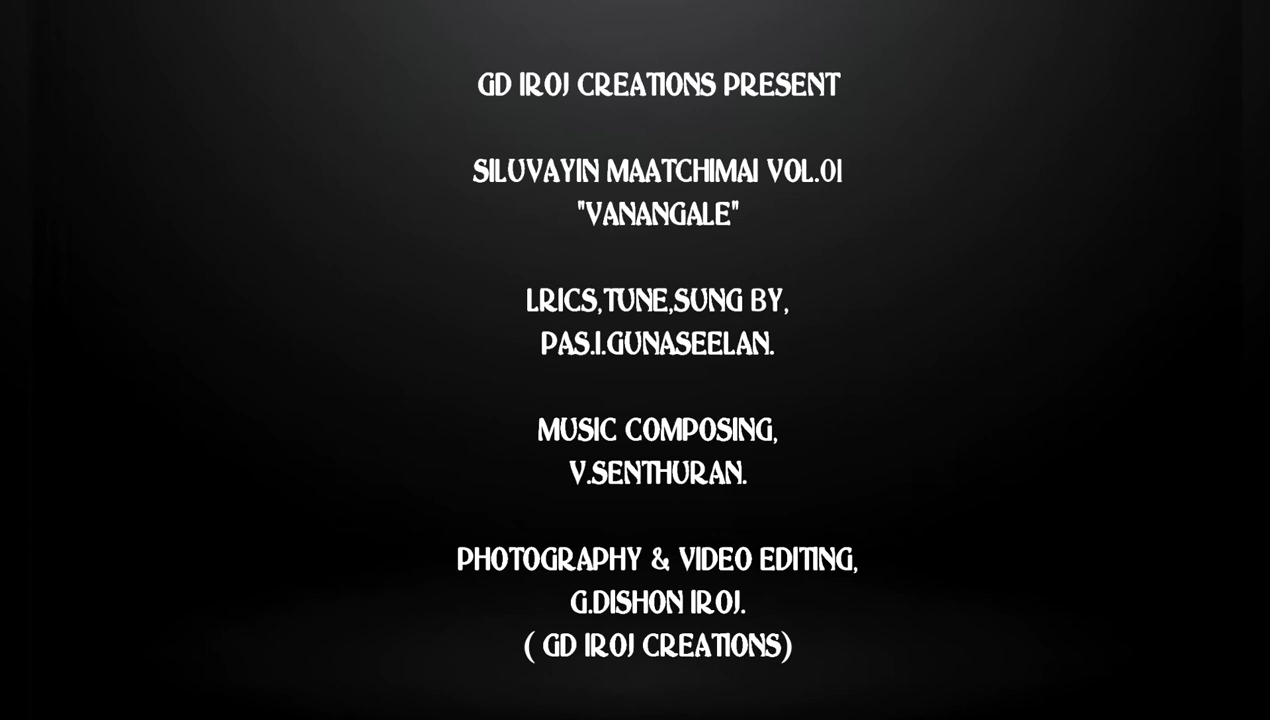 GD IROJ CREATIONS PRESENT
SILUVAYIN MAATCHIMAI VOL.01
"VANANGALE"
LRICS,TUNE,SUNG BY,
PAS.I.GUNASEELAN.
MUSIC COMPOSING,
V.SENTHURAN.
PHOTOGRAPHY & VIDEO EDITING,
G.DISHON IROJ.
( GD IROJ CREATIONS)